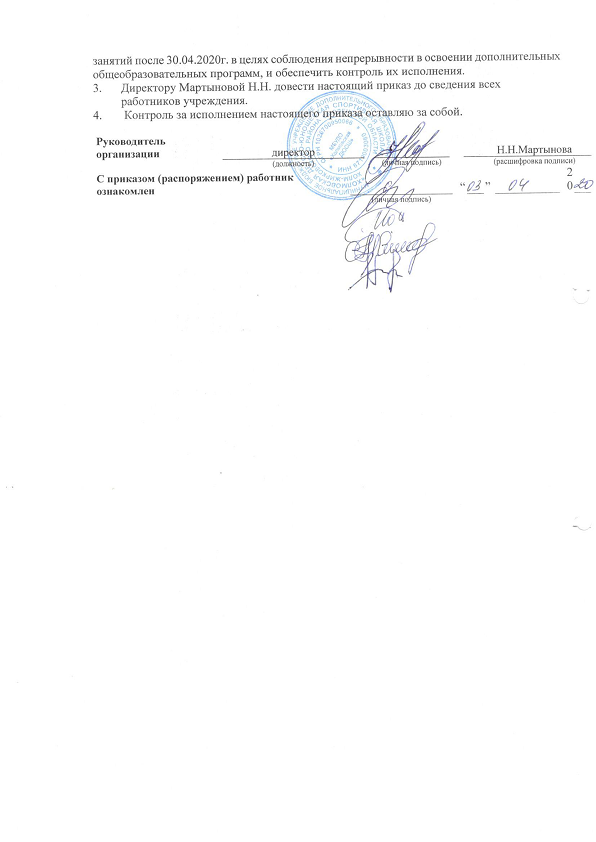 занятий после 30.04.2020г. в целях соблюдения непрерывности в освоении дополнительных
общеобразовательных программ, и обеспечить контроль их исполнения.
3. Директору Мартыновой Н.Н. довести настоящий приказ до сведения всех
работников учреждения.
4. Контроль за исполнением настоящего приказа оставляю за собой.
Руководитель
организации директор Н.Н.Мартынова
(должность) (личная подпись) (расшифровка подписи)
С приказом (распоряжением) работник 2
ознакомлен “03” 04 020
(личная подпись)